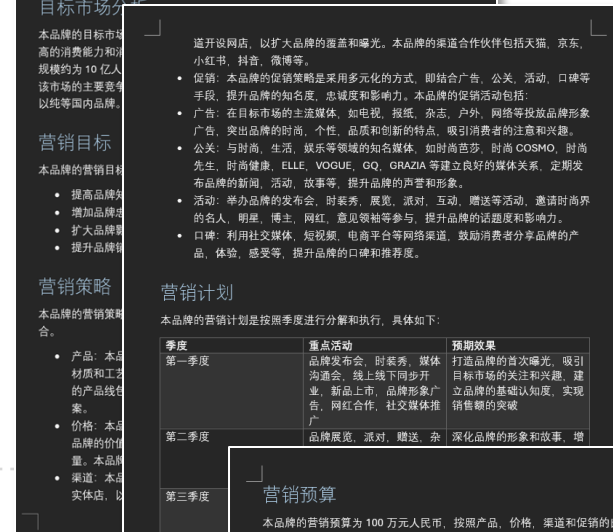 目标市场分
本品牌的目标市场
高的消费能力和消
规模约为 10 亿人
该市场的主要竞争
以纯等国内品牌。
营销目标
本品牌的营销目标
• 提高品牌知
• 增加品牌忠
• 扩大品牌影
• 提升品牌销
营销策略
本品牌的营销策略
合。
• 产品：本品
材质和工艺
的产品线包
案。
• 价格：本品
品牌的价值
量。本品牌
• 渠道：本品
实体店，以
道开设网店，以扩大品牌的覆盖和曝光。本品牌的渠道合作伙伴包括天猫，京东，
小红书，抖音，微博等。
• 促销：本品牌的促销策略是采用多元化的方式，即结合广告，公关，活动，口碑等
手段，提升品牌的知名度，忠诚度和影响力。本品牌的促销活动包括：
• 广告：在目标市场的主流媒体，如电视，报纸，杂志，户外，网络等投放品牌形象
广告，突出品牌的时尚，个性，品质和创新的特点，吸引消费者的注意和兴趣。
• 公关：与时尚，生活，娱乐等领域的知名媒体，如时尚芭莎，时尚 COSMO，时尚
先生，时尚健康，ELLE，VOGUE，GQ，GRAZIA 等建立良好的媒体关系，定期发
布品牌的新闻，活动，故事等，提升品牌的声誉和形象。
• 活动：举办品牌的发布会，时装秀，展览，派对，互动，赠送等活动，邀请时尚界
的名人，明星，博主，网红，意见领袖等参与，提升品牌的话题度和影响力。
• 口碑：利用社交媒体，短视频，电商平台等网络渠道，鼓励消费者分享品牌的产
品，体验，感受等，提升品牌的口碑和推荐度。
营销计划
本品牌的营销计划是按照季度进行分解和执行，具体如下：
季度 重点活动 预期效果
第一季度 品牌发布会，时装秀，媒体 打造品牌的首次曝光，吸引
沟通会，线上线下同步开 目标市场的关注和兴趣，建
业，新品上市，品牌形象广 立品牌的基础认知度，实现
告，网红合作，社交媒体推 销售额的突破
广
第二季度 品牌展览，派对，赠送，杂 深化品牌的形象和故事，增
第三季度
营销预算
本品牌的营销预算为 100 万元人民币，按照产品，价格，渠道和促销的